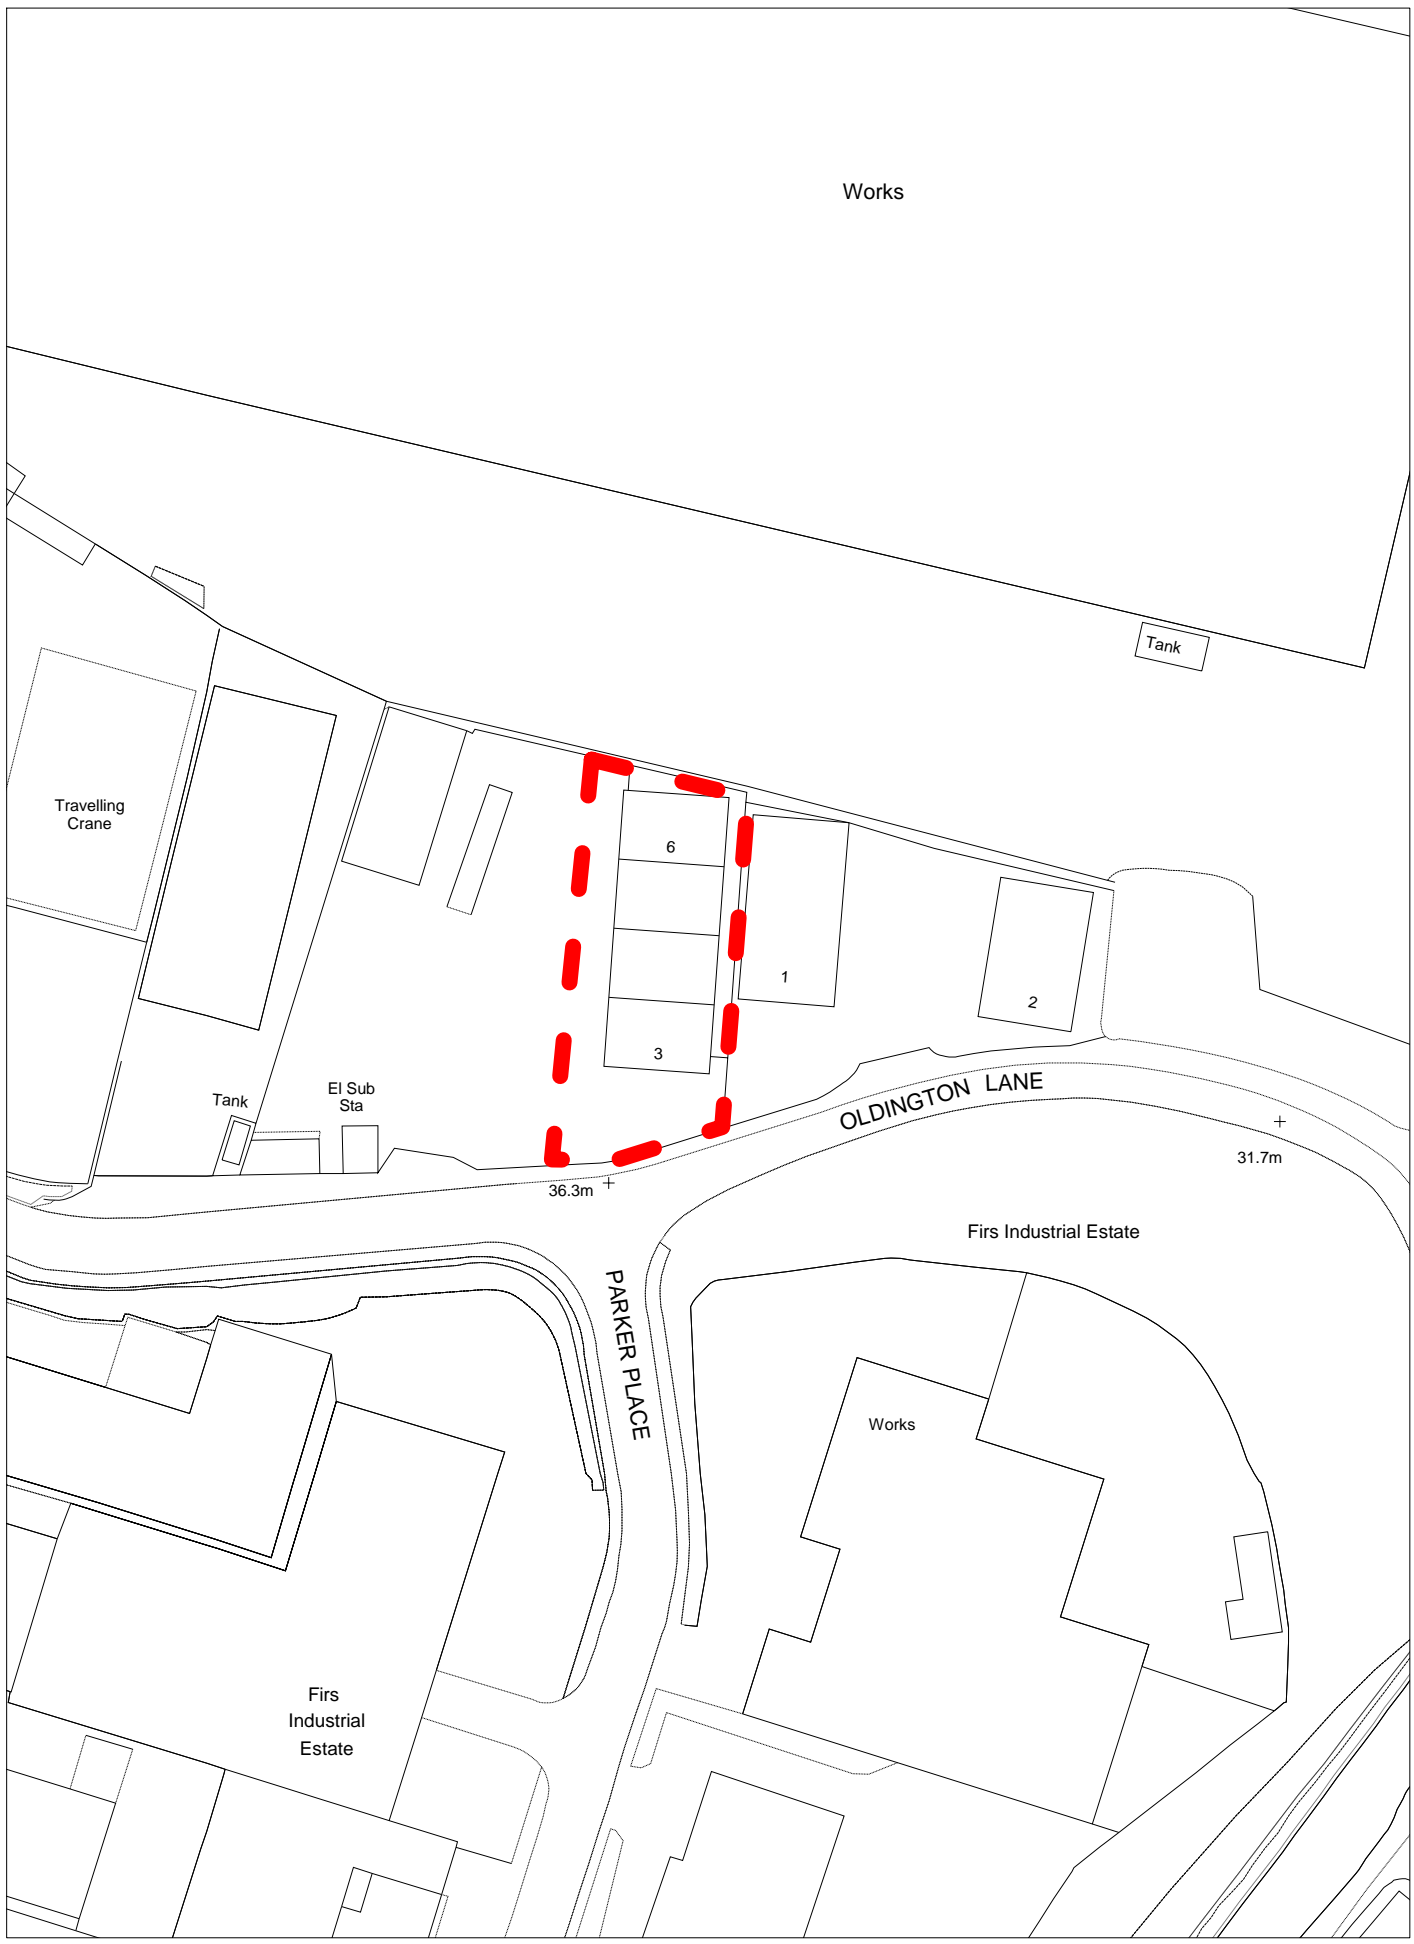 Works
Tank
Travelling
Crane
6
1
2
3
El Sub
Sta
Tank
OLDINGTON LANE
31.7m
36.3m
Firs Industrial Estate
PARKER PLACE
Works
Firs
Industrial
Estate